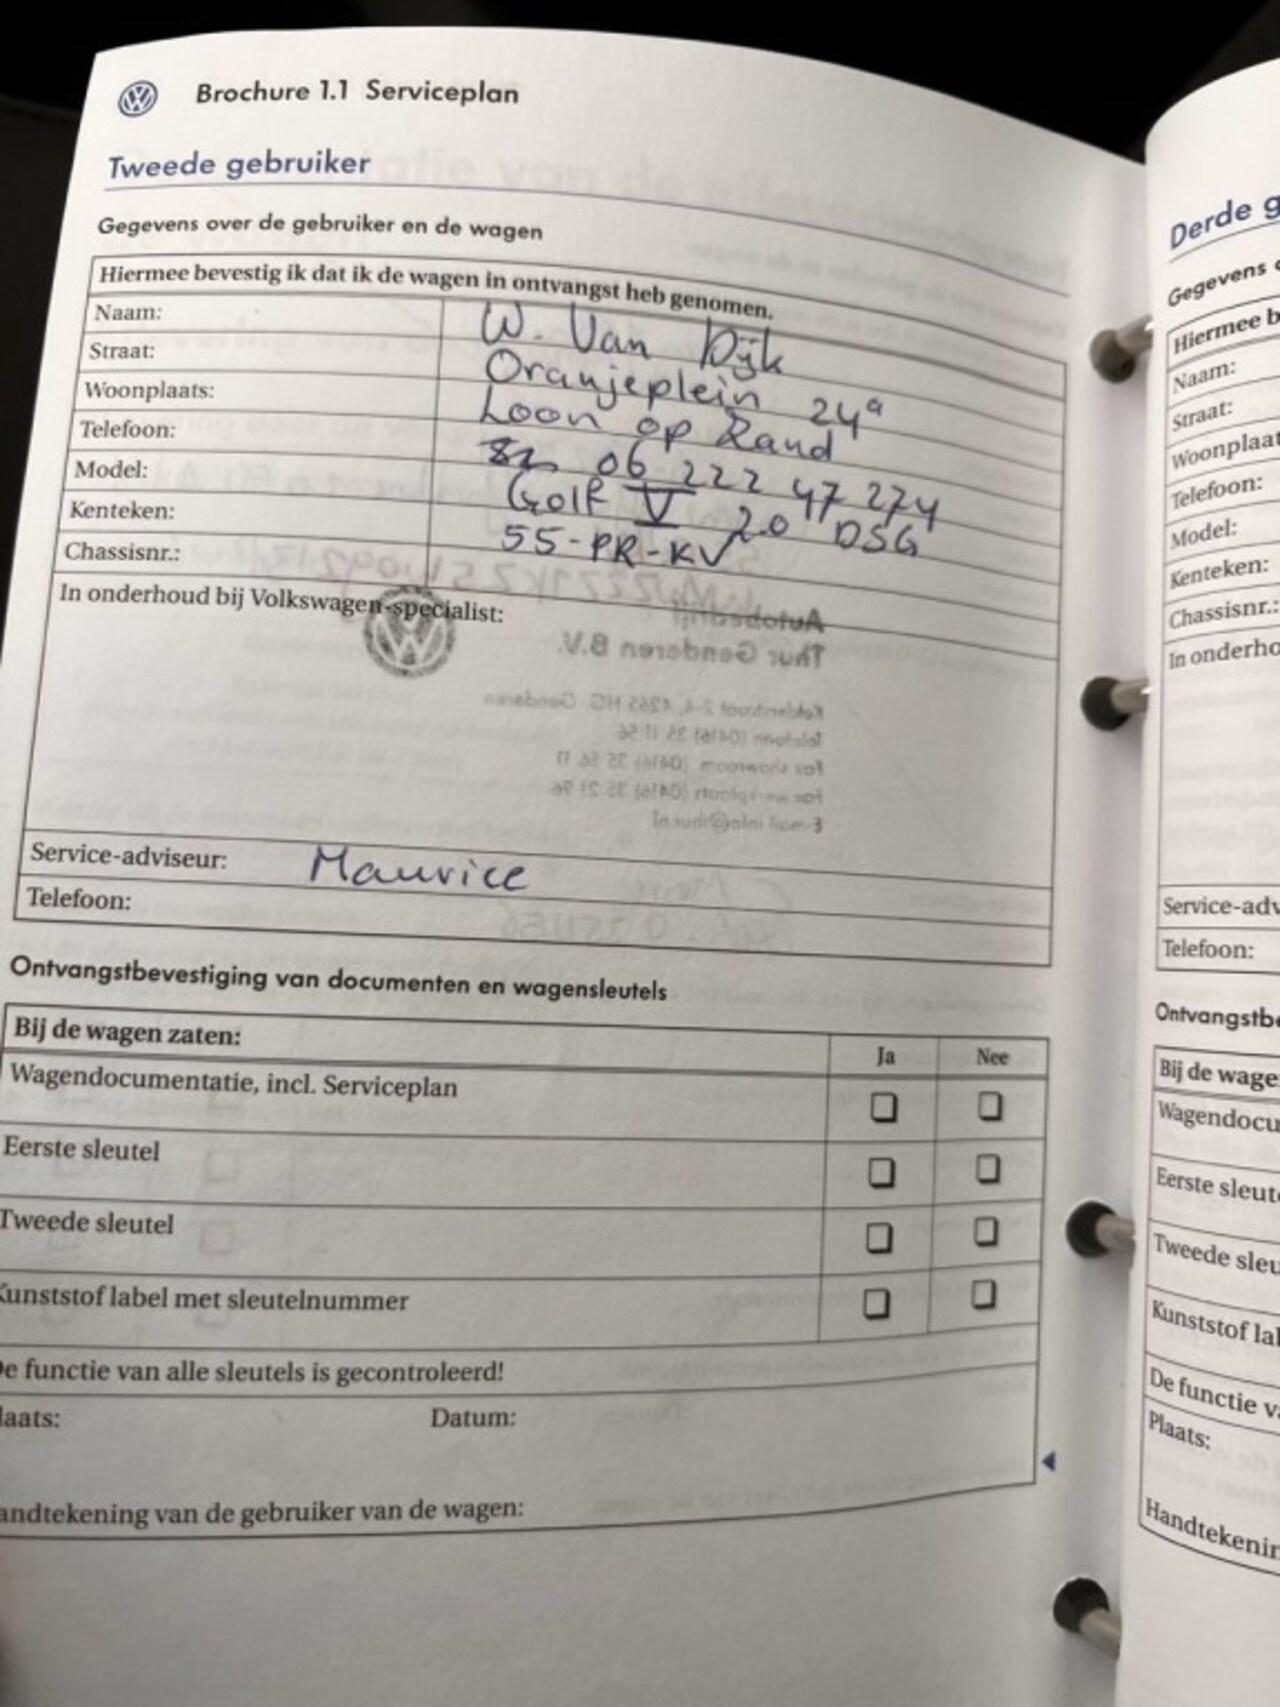 Brochure 1.1 Serviceplan
Tweede gebruiker
Gegevens over de gebruiker en de wagen
Hiermee bevestig ik dat ik de wagen in ontvangst heb genomen.
Naam: W. Van Dijk
Straat: Oranjeplein 24a
Woonplaats: Loon op Zand
Telefoon: 06 222 47 274
Model: Golf V 2.0 DSG
Kenteken: 55-PR-KV
Chassisnr.:
In onderhoud bij Volkswagen-specialist:
Autobedrijf
Thur Genderen B.V.
Service-adviseur: Maurice
Telefoon:
Ontvangstbevestiging van documenten en wagensleutels
Bij de wagen zaten: Ja Nee
Wagendocumentatie, incl. Serviceplan
Eerste sleutel
Tweede sleutel
Kunststof label met sleutelnummer
De functie van alle sleutels is gecontroleerd!
laats: Datum:
andtekening van de gebruiker van de wagen:
Derde g
Gegevens
Hiermee b
Naam:
Straat:
Woonplaat
Telefoon:
Model:
Kenteken:
Chassisnr.:
In onderho
Service-adv
Telefoon:
Ontvangstbe
Bij de wage
Wagendocu
Eerste sleut
Tweede sleu
Kunststof lal
De functie va
Plaats:
Handtekenin